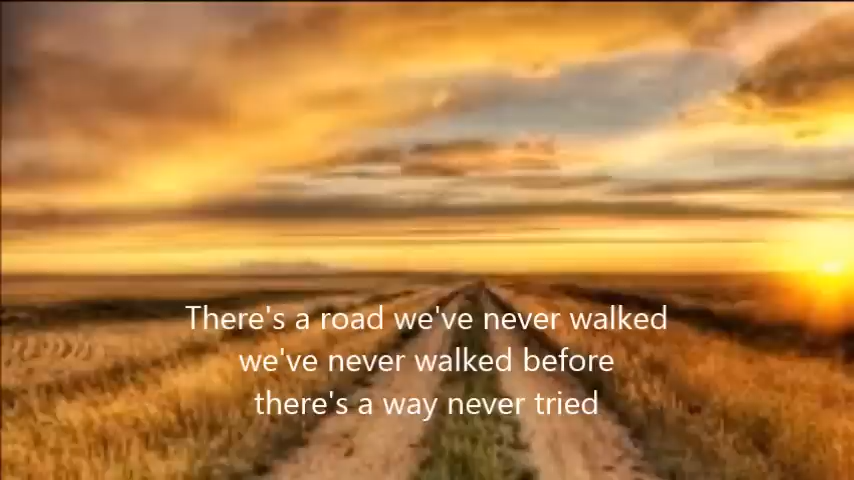 There's a road we've never walked
we've never walked before
there's a way never tried